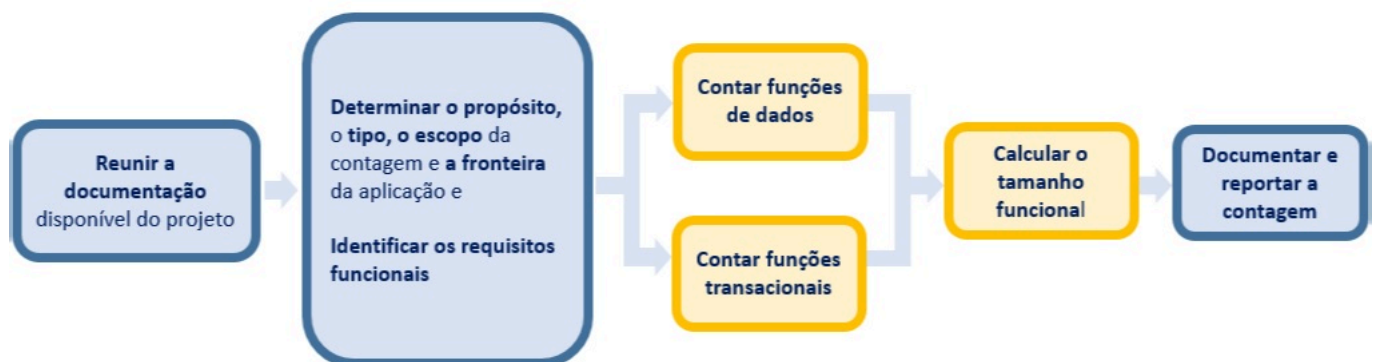 Reunir a
documentação
disponível do projeto
Determinar o propósito,
o tipo, o escopo da
contagem e a fronteira
da aplicação e
Identificar os requisitos
funcionais
Contar funções
de dados
Contar funções
transacionais
Calcular o
tamanho
funcional
Documentar e
reportar a
contagem